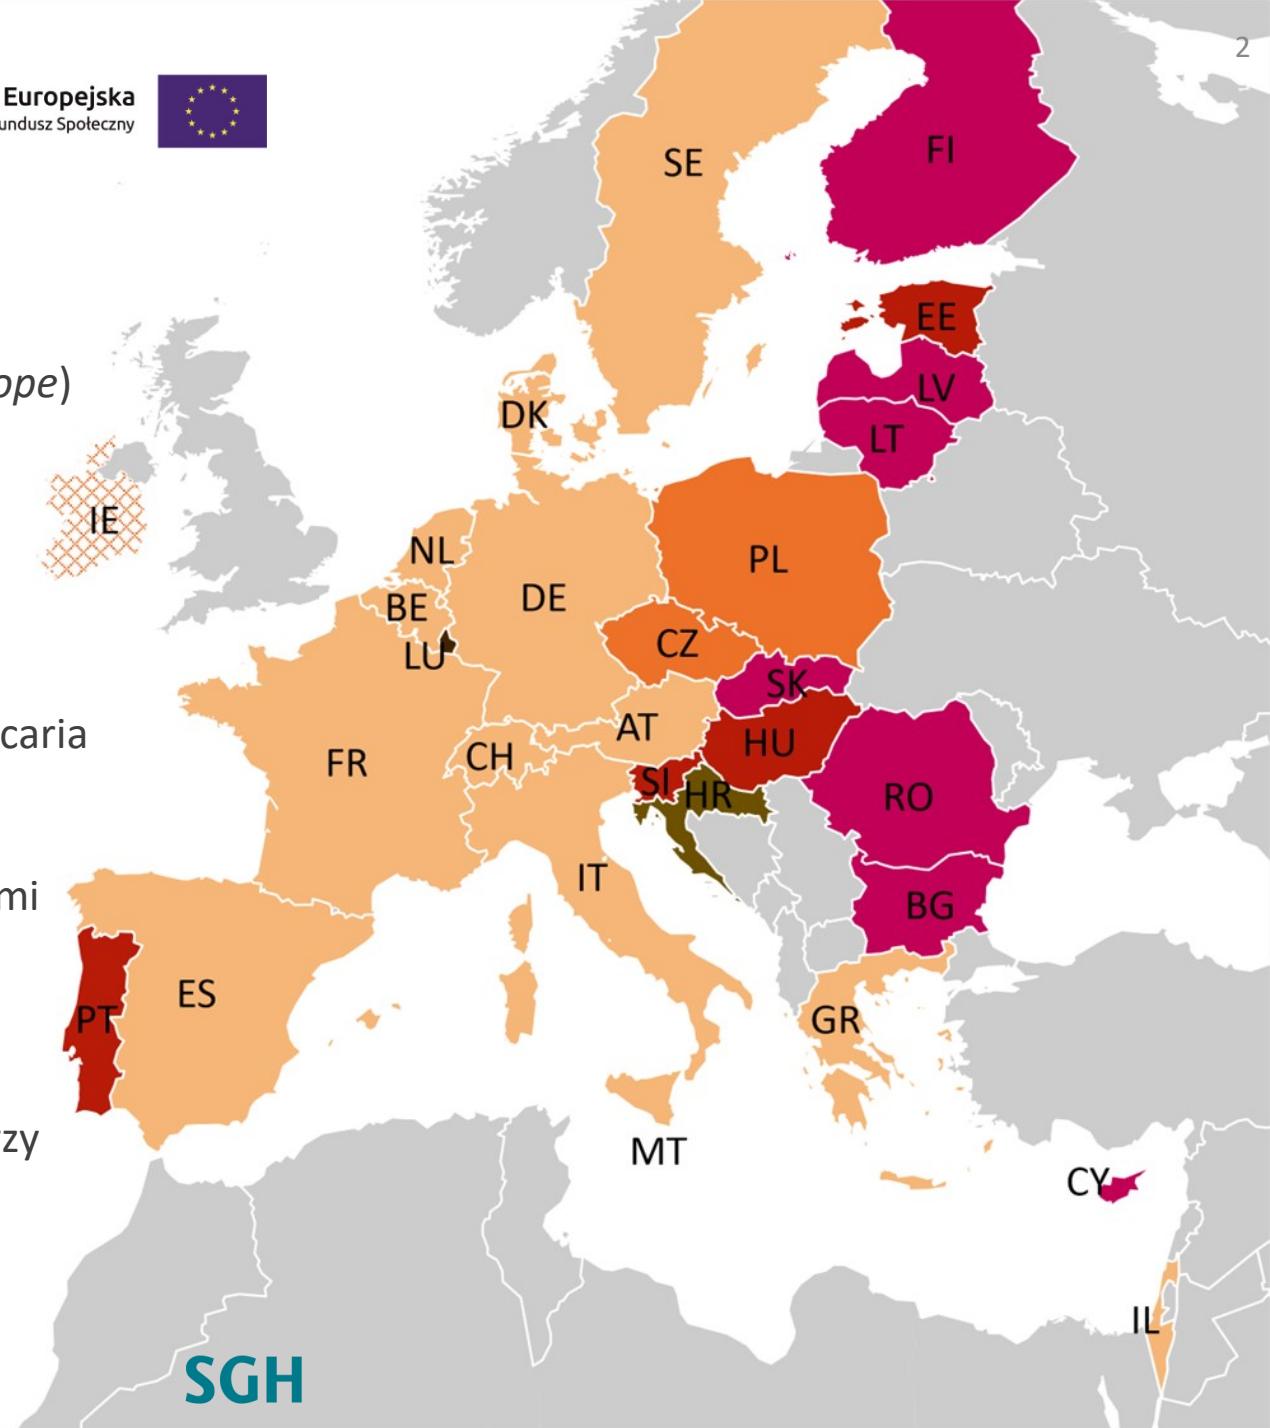 2
Europejska
undusz Społeczny
SE
FI
EE
ope)
LV
DK
LT
IE
NL
PL
DE
BE
CZ
LU
SK
AT
caria
HU
CH
FR
SI
HR
RO
IT
mi
BG
ES
PT
GR
zy
MT
CY
IL
SGH